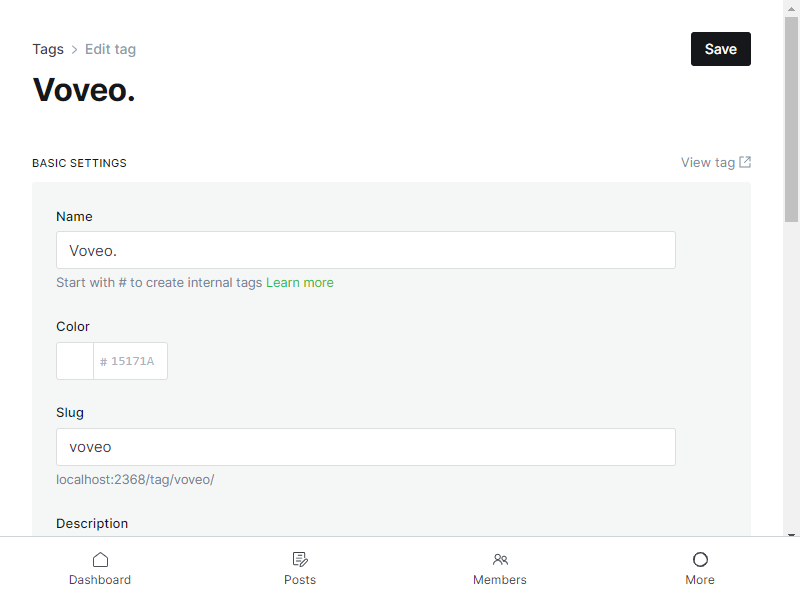 Tags > Edit tag
Save
Voveo.
BASIC SETTINGS
View tag
Name
Voveo.
Start with # to create internal tags Learn more
Color
# 15171A
Slug
voveo
localhost:2368/tag/voveo/
Description
Dashboard
Posts
Members
More